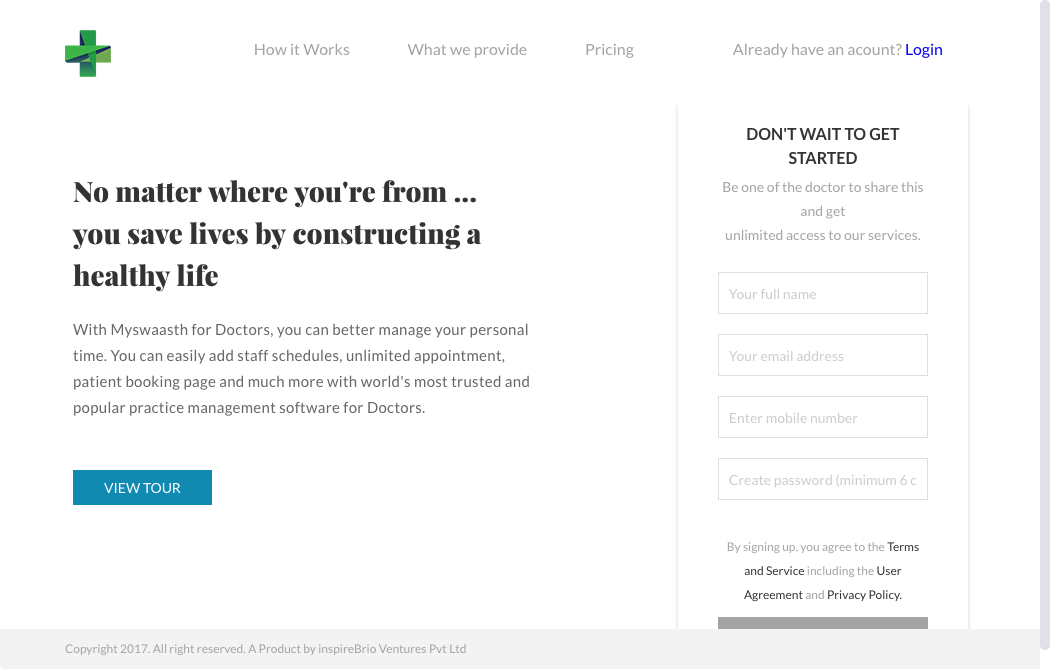 How it Works
What we provide
Pricing
Already have an acount? Login
No matter where you're from ...
you save lives by constructing a
healthy life
With Myswaasth for Doctors, you can better manage your personal
time. You can easily add staff schedules, unlimited appointment,
patient booking page and much more with world's most trusted and
popular practice management software for Doctors.
VIEW TOUR
DON'T WAIT TO GET
STARTED
Be one of the doctor to share this
and get
unlimited access to our services.
Your full name
Your email address
Enter mobile number
Create password (minimum 6 c
By signing up, you agree to the Terms
and Service including the User
Agreement and Privacy Policy.
Copyright 2017. All right reserved. A Product by inspireBrio Ventures Pvt Ltd